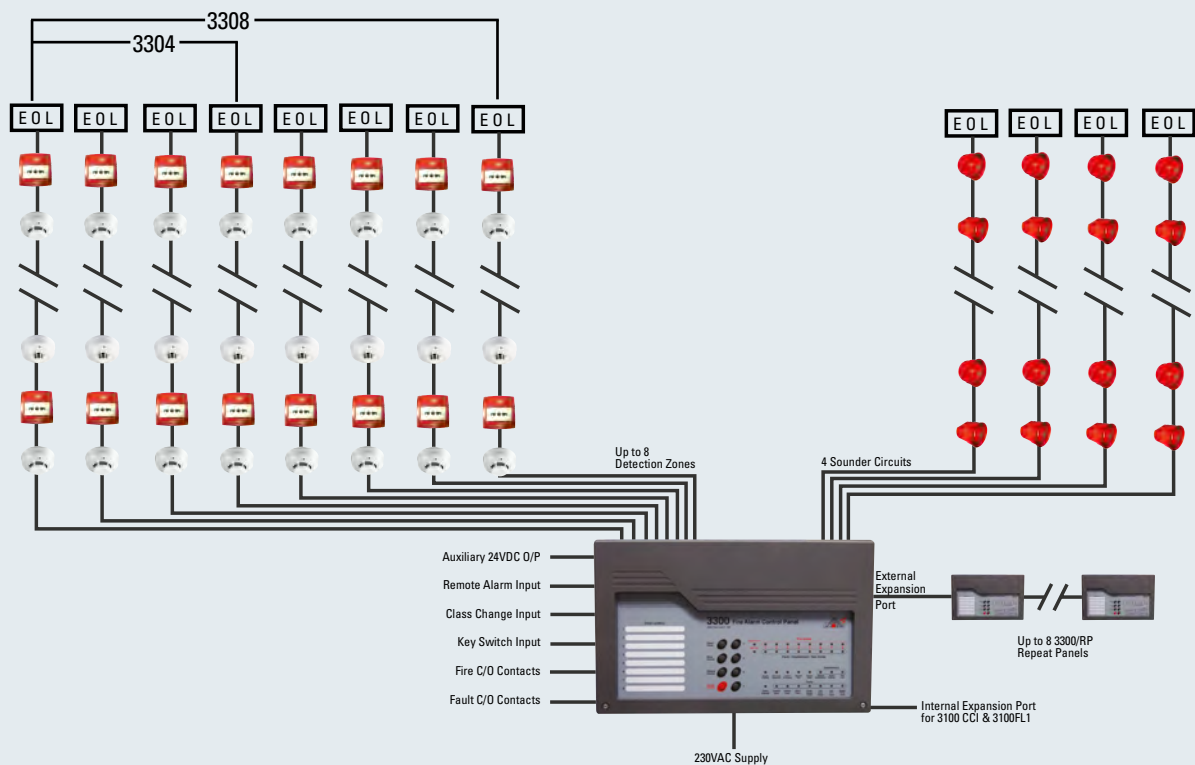 3308
3304
EOL EOL EOL EOL EOL EOL EOL EOL
EOL EOL EOL EOL
Up to 8
Detection Zones
4 Sounder Circuits
Auxiliary 24VDC O/P
Remote Alarm Input
Class Change Input
Key Switch Input
Fire C/O Contacts
Fault C/O Contacts
3300 Fire Alarm Control Panel
External
Expansion
Port
Up to 8 3300/RP
Repeat Panels
Internal Expansion Port
for 3100 CCI & 3100FL1
230VAC Supply